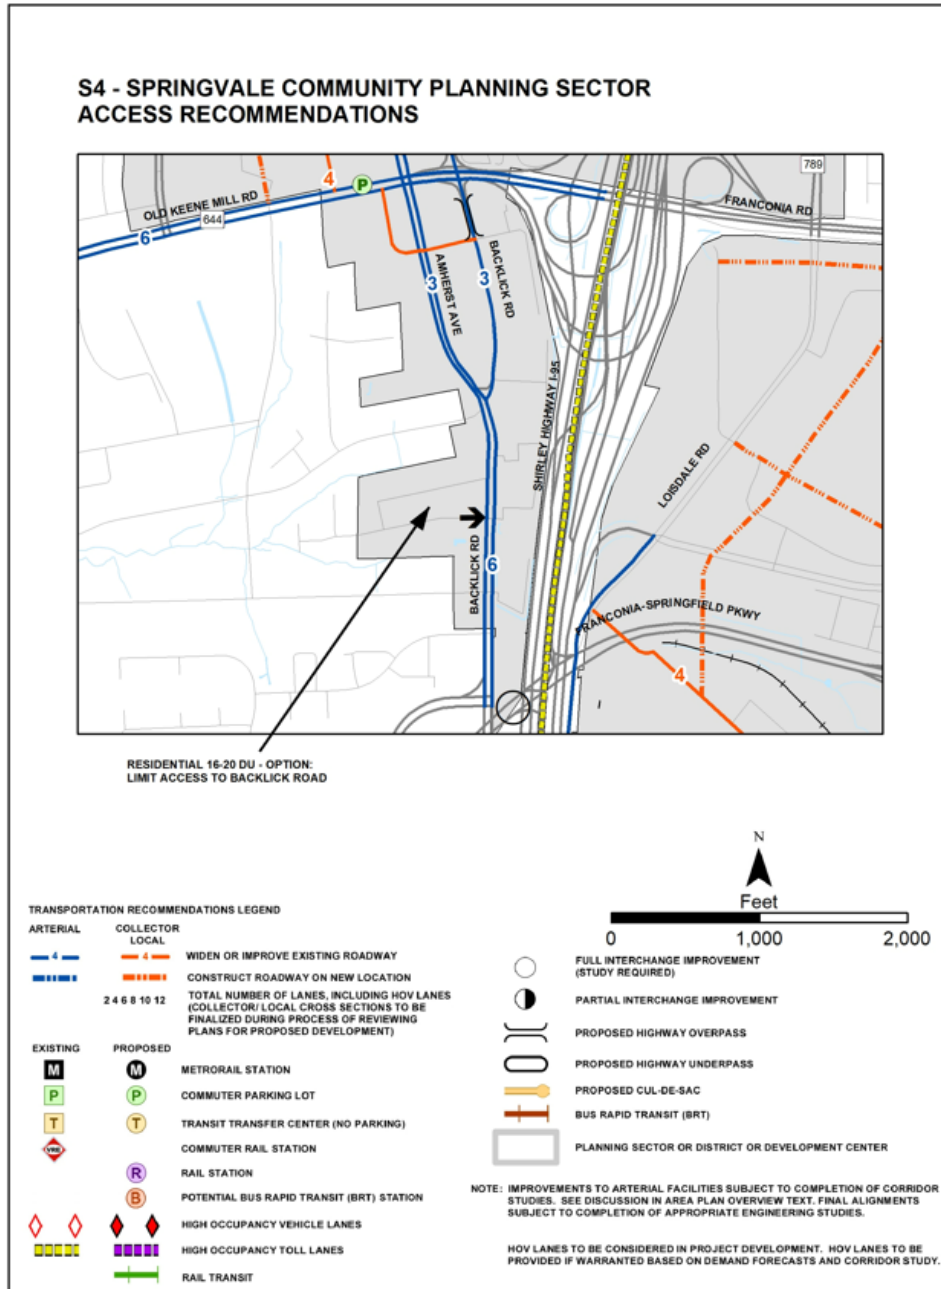 S4 - SPRINGVALE COMMUNITY PLANNING SECTOR
ACCESS RECOMMENDATIONS
789
4
P
OLD KEENE MILL RD
644
FRANCONIA RD
6
BACKLICK RD
AMHERST AVE
3
3
SHIRLEY HIGHWAY I-95
LOISDALE RD
BACKLICK RD
6
FRANCONIA-SPRINGFIELD PKWY
4
RESIDENTIAL 16-20 DU - OPTION:
LIMIT ACCESS TO BACKLICK ROAD
N
Feet
0 1,000 2,000
TRANSPORTATION RECOMMENDATIONS LEGEND
ARTERIAL COLLECTOR
LOCAL
4 4 WIDEN OR IMPROVE EXISTING ROADWAY
CONSTRUCT ROADWAY ON NEW LOCATION
2 4 6 8 10 12 TOTAL NUMBER OF LANES, INCLUDING HOV LANES
(COLLECTOR/ LOCAL CROSS SECTIONS TO BE
FINALIZED DURING PROCESS OF REVIEWING
PLANS FOR PROPOSED DEVELOPMENT)
EXISTING PROPOSED
M M METRORAIL STATION
P P COMMUTER PARKING LOT
T T TRANSIT TRANSFER CENTER (NO PARKING)
VRE COMMUTER RAIL STATION
R RAIL STATION
B POTENTIAL BUS RAPID TRANSIT (BRT) STATION
HIGH OCCUPANCY VEHICLE LANES
HIGH OCCUPANCY TOLL LANES
RAIL TRANSIT
FULL INTERCHANGE IMPROVEMENT
(STUDY REQUIRED)
PARTIAL INTERCHANGE IMPROVEMENT
PROPOSED HIGHWAY OVERPASS
PROPOSED HIGHWAY UNDERPASS
PROPOSED CUL-DE-SAC
BUS RAPID TRANSIT (BRT)
PLANNING SECTOR OR DISTRICT OR DEVELOPMENT CENTER
NOTE: IMPROVEMENTS TO ARTERIAL FACILITIES SUBJECT TO COMPLETION OF CORRIDOR
STUDIES. SEE DISCUSSION IN AREA PLAN OVERVIEW TEXT. FINAL ALIGNMENTS
SUBJECT TO COMPLETION OF APPROPRIATE ENGINEERING STUDIES.
HOV LANES TO BE CONSIDERED IN PROJECT DEVELOPMENT. HOV LANES TO BE
PROVIDED IF WARRANTED BASED ON DEMAND FORECASTS AND CORRIDOR STUDY.